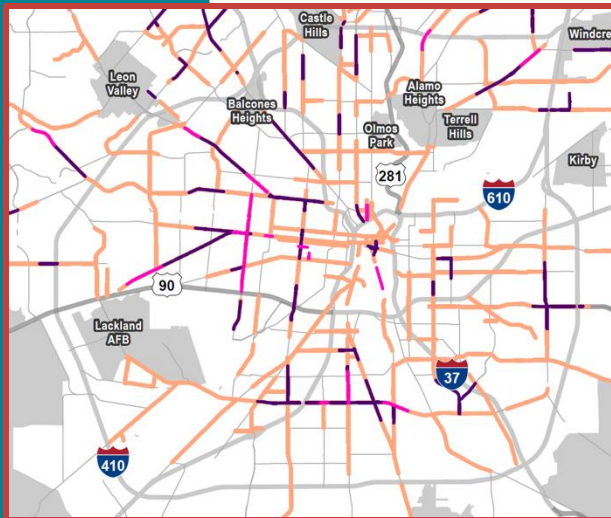 Castle
Hills
Windcre
Leon
Valley
Alamo
Heights
Balcones
Heights
Olmos
Park
Terrell
Hills
Kirby
281
610
90
Lackland
AFB
37
410